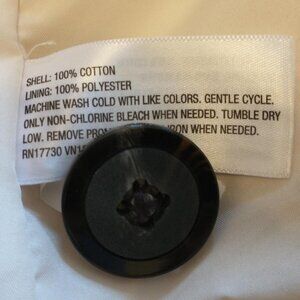 SHELL: 100% COTTON
LINING: 100% POLYESTER
MACHINE WASH COLD WITH LIKE COLORS. GENTLE CYCLE.
ONLY NON-CHLORINE BLEACH WHEN NEEDED. TUMBLE DRY
LOW. REMOVE IRON WHEN NEEDED.
RN17730